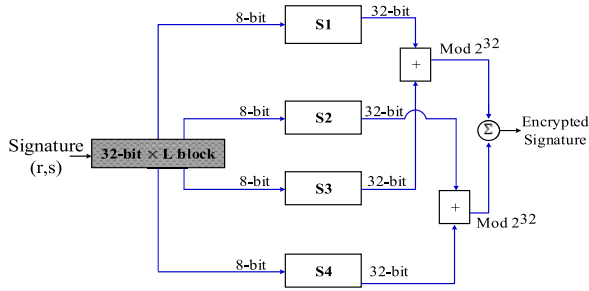 8-bit
S1
32-bit
+
Mod 2^32
8-bit
S2
32-bit
Signature
(r,s)
32-bit × L block
Σ
Encrypted
Signature
8-bit
S3
32-bit
+
Mod 2^32
8-bit
S4
32-bit